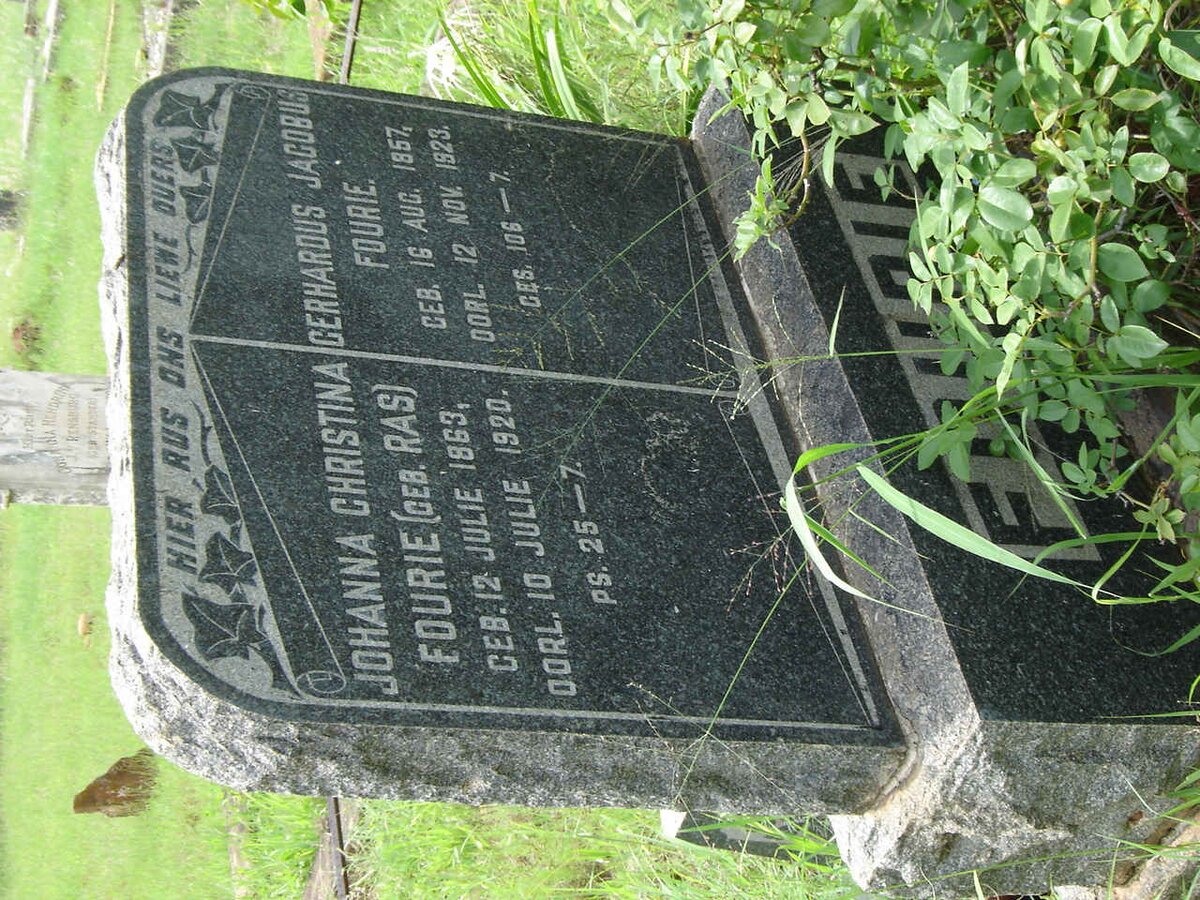 HIER RUS ONS LIEWE OUERS
JOHANNA CHRISTINA
FOURIE (GEB. RAS)
GEB. 12 JULIE 1863,
OORL. 10 JULIE 1920.
PS. 25—7.
GERHARDUS JACOBUS
FOURIE.
GEB. 16 AUG. 1857,
OORL. 12 NOV. 1923.
GES. 106—7.
FOURIE